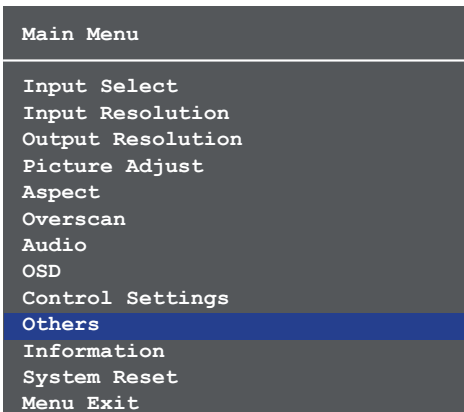 Main Menu
Input Select
Input Resolution
Output Resolution
Picture Adjust
Aspect
Overscan
Audio
OSD
Control Settings
Others
Information
System Reset
Menu Exit